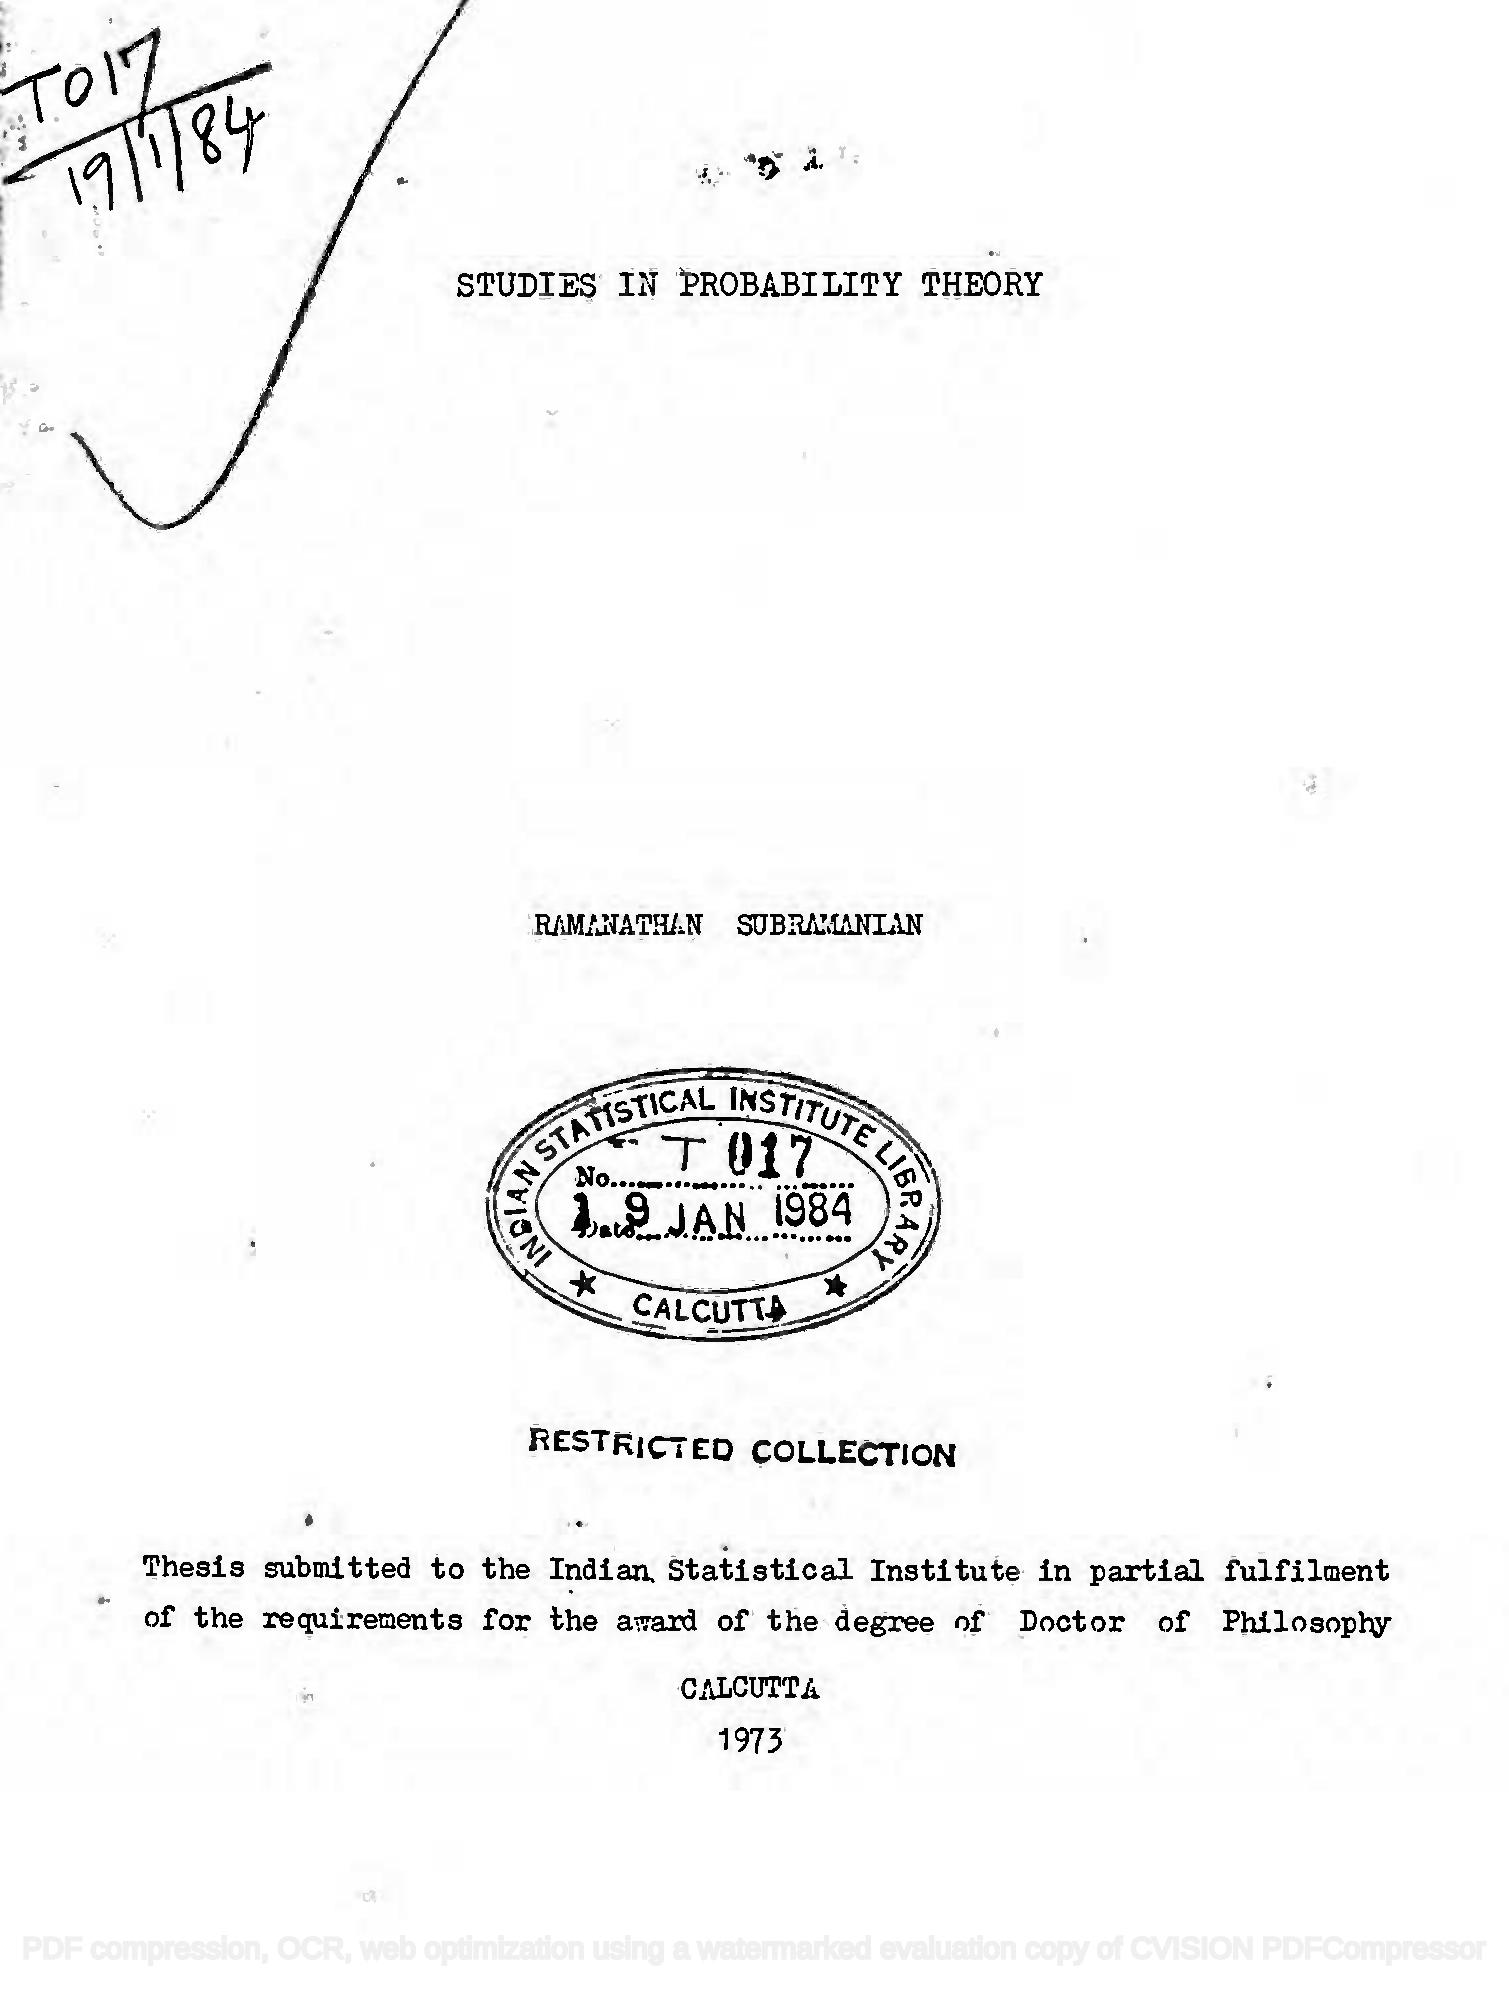 T017
19/1/84
STUDIES IN PROBABILITY THEORY
RAMANATHAN SUBRAMANIAN
INDIAN STATISTICAL INSTITUTE LIBRARY
No. T 017
Date 19 JAN 1984
★ CALCUTTA ★
RESTRICTED COLLECTION
Thesis submitted to the Indian Statistical Institute in partial fulfilment
of the requirements for the award of the degree of Doctor of Philosophy
CALCUTTA
1973
PDF compression, OCR, web optimization using a watermarked evaluation copy of CVISION PDFCompressor